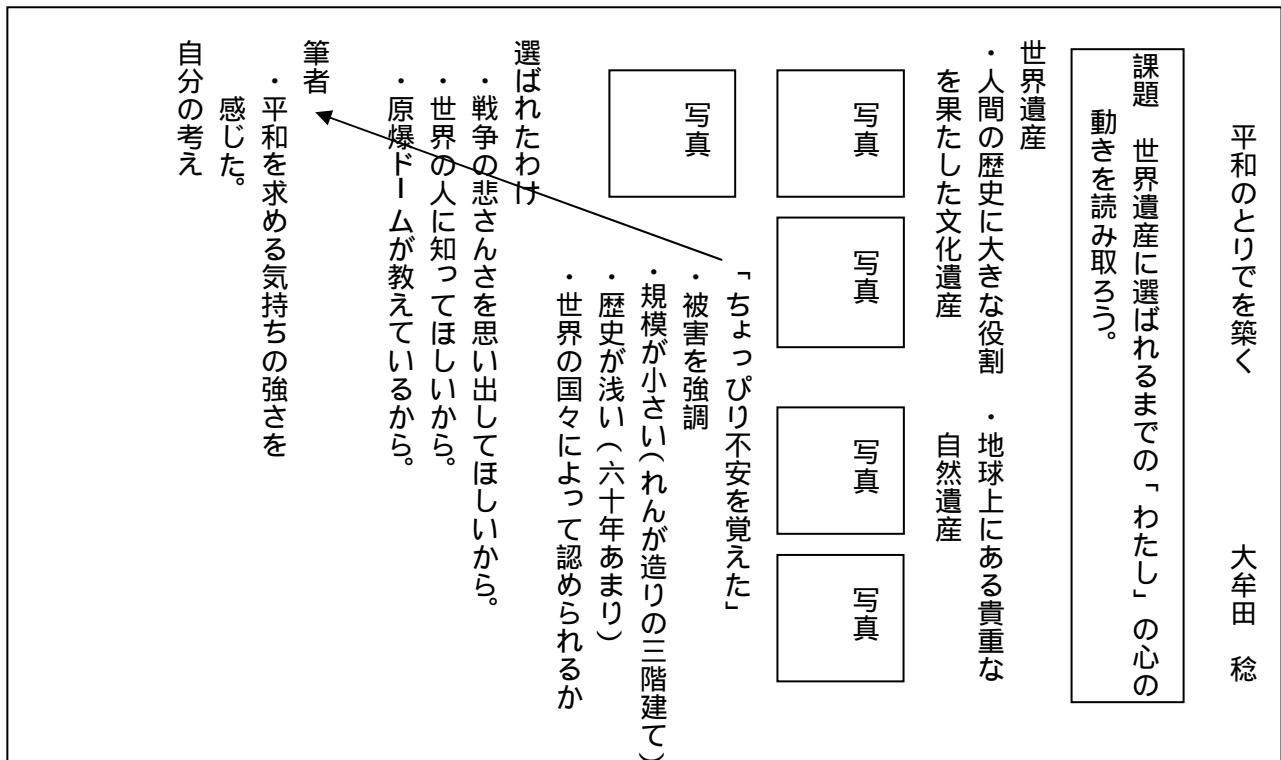 平和のとりでを築く　大牟田　稔
課題　世界遺産に選ばれるまでの「わたし」の心の
動きを読み取ろう。
世界遺産
・人間の歴史に大きな役割
を果たした文化遺産
・地球上にある貴重な
自然遺産
写真
写真
写真
写真
写真
「ちょっぴり不安を覚えた」
・被害を強調
・規模が小さい(れんが造りの三階建て)
・歴史が浅い(六十年あまり)
・世界の国々によって認められるか
選ばれたわけ
・戦争の悲さんさを思い出してほしいから。
・世界の人に知ってほしいから。
・原爆ドームが教えているから。
筆者
・平和を求める気持ちの強さを
感じた。
自分の考え